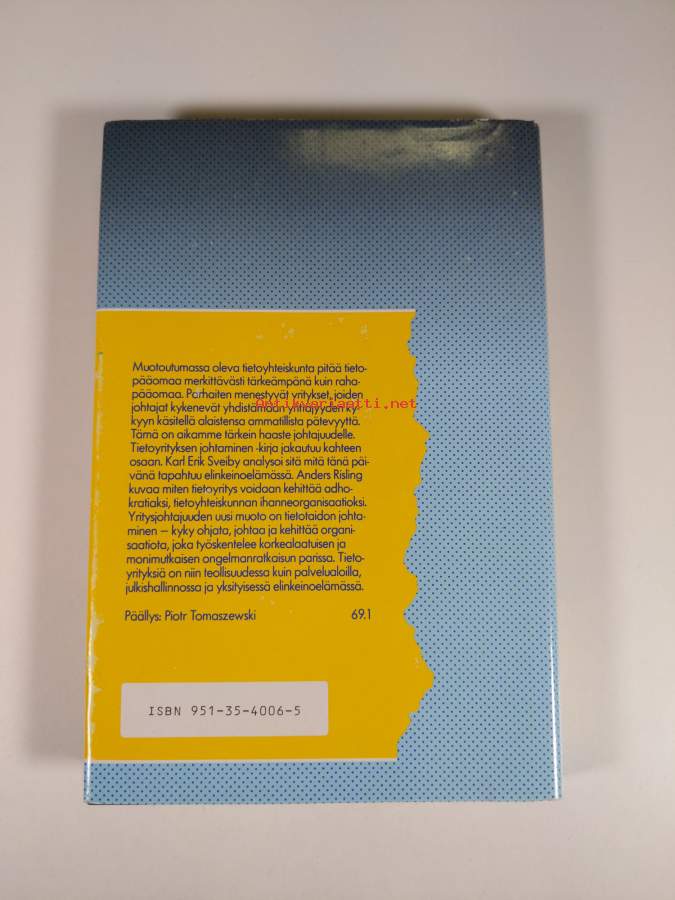 Muotoutumassa oleva tietoyhteiskunta pitää tieto-
pääomaa merkittävästi tärkeämpänä kuin raha-
pääomaa. Parhaiten menestyvät yritykset, joiden
johtajat kykenevät yhdistämään yrittäjyyden ky-
Antikvariaatti.net
kyyn käsitellä alaistensa ammatillista pätevyyttä.
Tämä on aikamme tärkein haaste johtajuudelle.
Tietoyrityksen johtaminen -kirja jakautuu kahteen
osaan. Karl Erik Sveiby analysoi sitä mitä tänä päi-
vänä tapahtuu elinkeinoelämässä. Anders Risling
kuvaa miten tietoyritys voidaan kehittää adho-
kratiaksi, tietoyhteiskunnan ihanneorganisaatioksi.
Yritysjohtajuuden uusi muoto on tietotaidon johta-
minen – kyky ohjata, johtaa ja kehittää organi-
saatiota, joka työskentelee korkealaatuisen ja
monimutkaisen ongelmanratkaisun parissa. Tieto-
yrityksiä on niin teollisuudessa kuin palvelualoilla,
julkishallinnossa ja yksityisessä elinkeinoelämässä.
Päällys: Piotr Tomaszewski 69.1
ISBN 951-35-4006-5